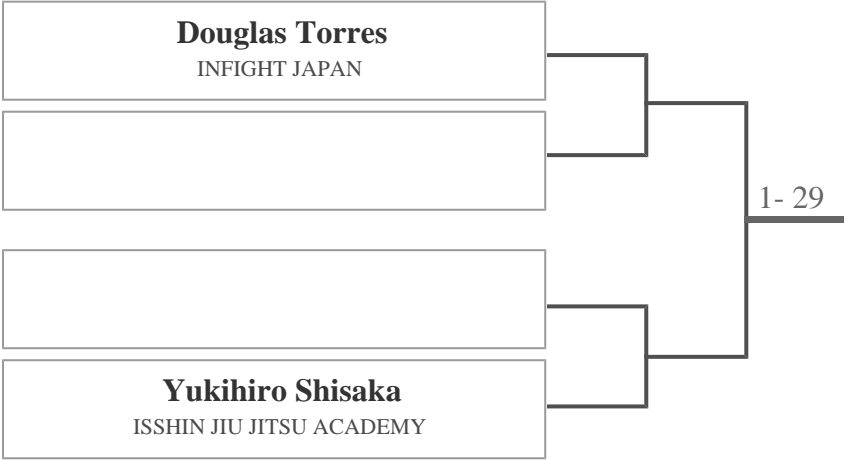 Douglas Torres
INFIGHT JAPAN
1- 29
Yukihiro Shisaka
ISSHIN JIU JITSU ACADEMY